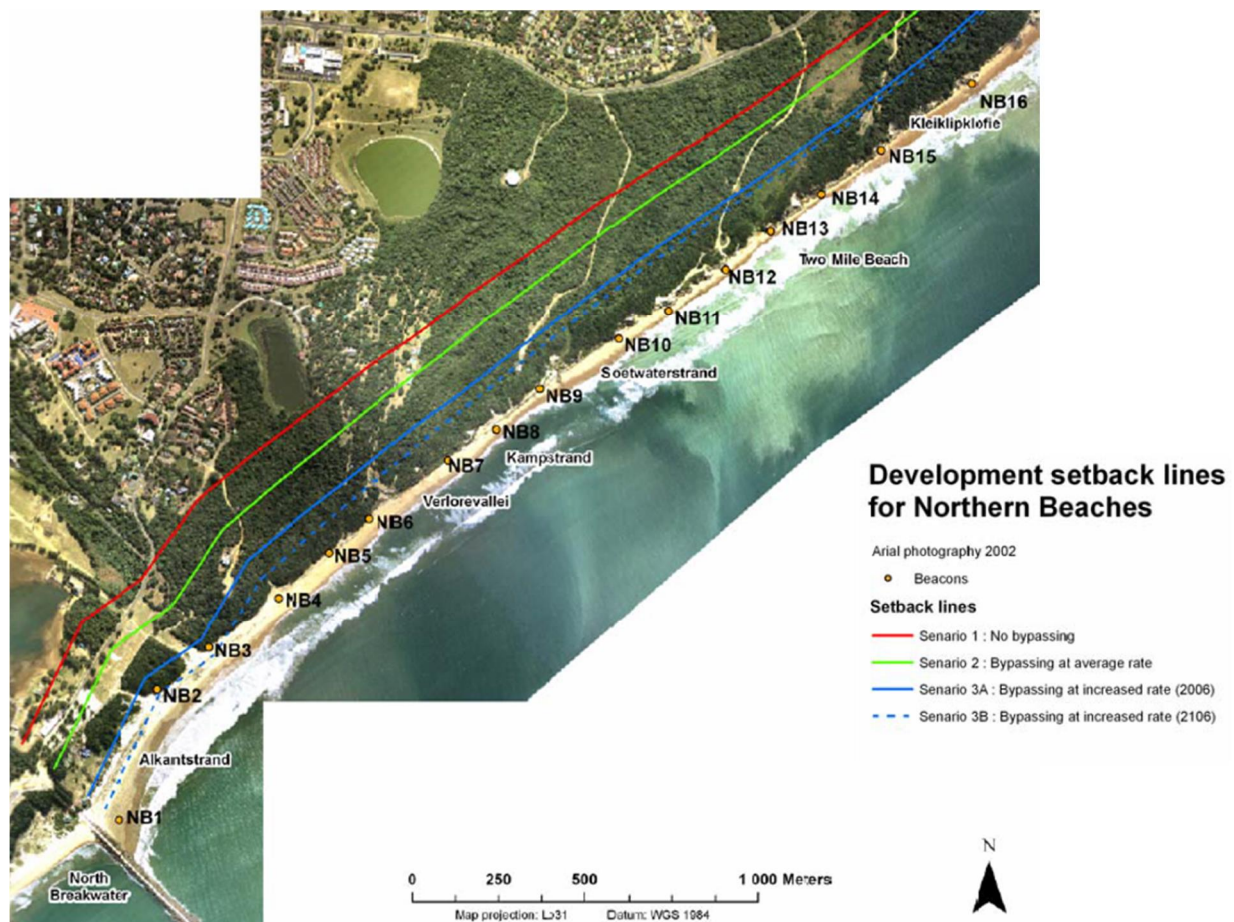 NB16
Kleiklipklofie
NB15
NB14
NB13
Two Mile Beach
NB12
NB11
NB10
Soetwaterstrand
NB9
NB8
Kampstrand
NB7
Verlorevallei
NB6
NB5
NB4
NB3
NB2
Alkantstrand
NB1
North
Breakwater
Development setback lines
for Northern Beaches
Arial photography 2002
Beacons
Setback lines
Senario 1 : No bypassing
Senario 2 : Bypassing at average rate
Senario 3A : Bypassing at increased rate (2006)
Senario 3B : Bypassing at increased rate (2106)
N
0 250 500 1 000 Meters
Map projection: Lo31 Datum: WGS 1984